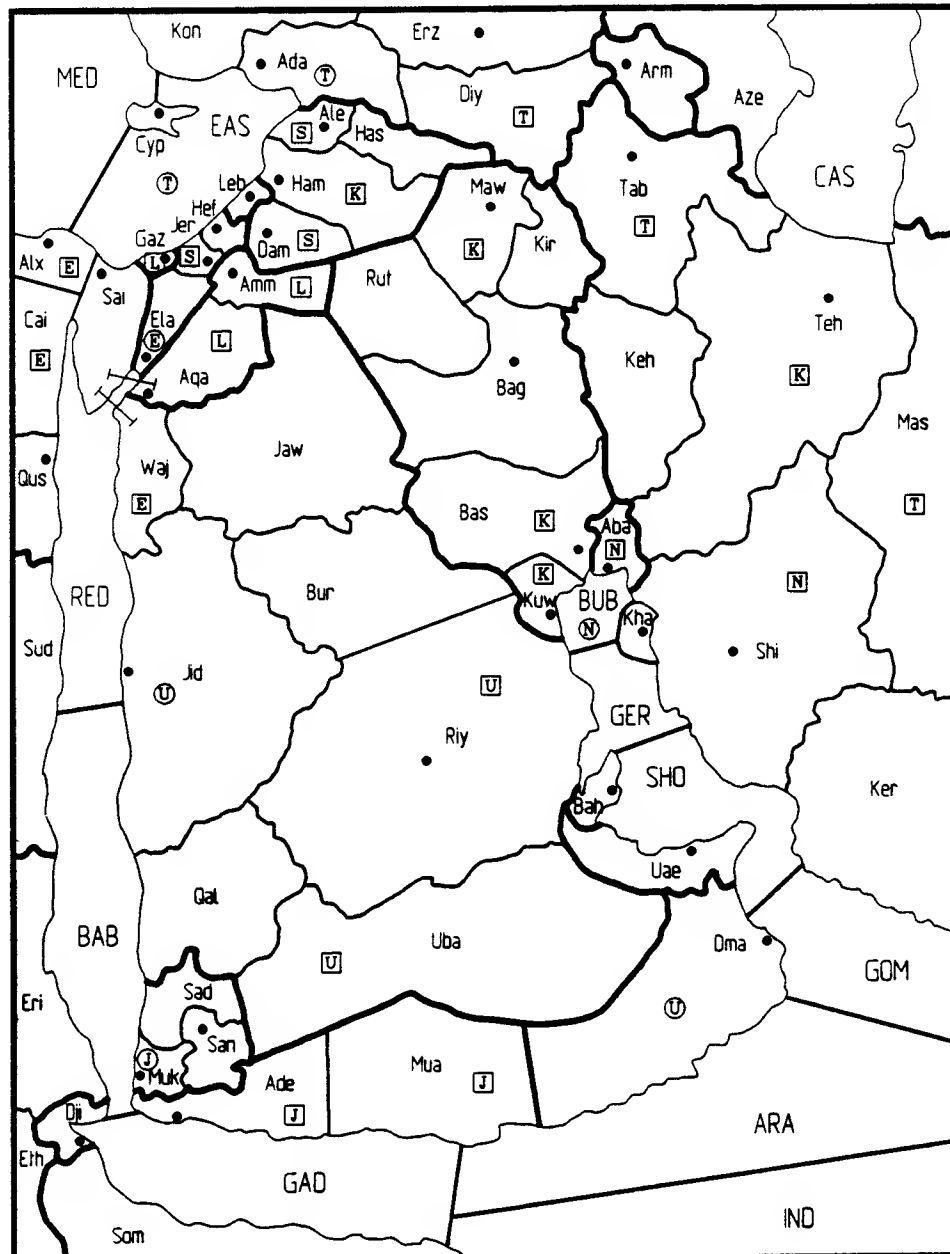 Kon
Erz
MED
Ada
T
Arm
Diy
T
Aze
EAS
Cyp
S
Ale
Has
T
Leb
Ham
K
Maw
Tab
T
CAS
Hef
Jer
Gaz
L
S
Dam
S
K
Kir
Alx
E
Sai
Amm
L
Rut
Cai
E
Ela
E
L
Aqa
Keh
Teh
K
Bag
Mas
Qus
Waj
E
Jaw
T
Bas
K
Aba
N
K
Kuw
BUB
N
Kha
N
RED
Bur
Sud
Jid
U
U
Shi
GER
Riy
SHO
Bah
Ker
Uae
Qal
BAB
Uba
U
Dma
GOM
Eri
Sad
U
San
J
Muk
Ade
J
Mua
J
Dji
ARA
Eth
GAD
Som
IND